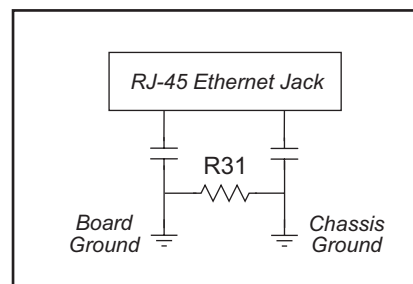 RJ-45 Ethernet Jack
R31
Board
Ground
Chassis
Ground